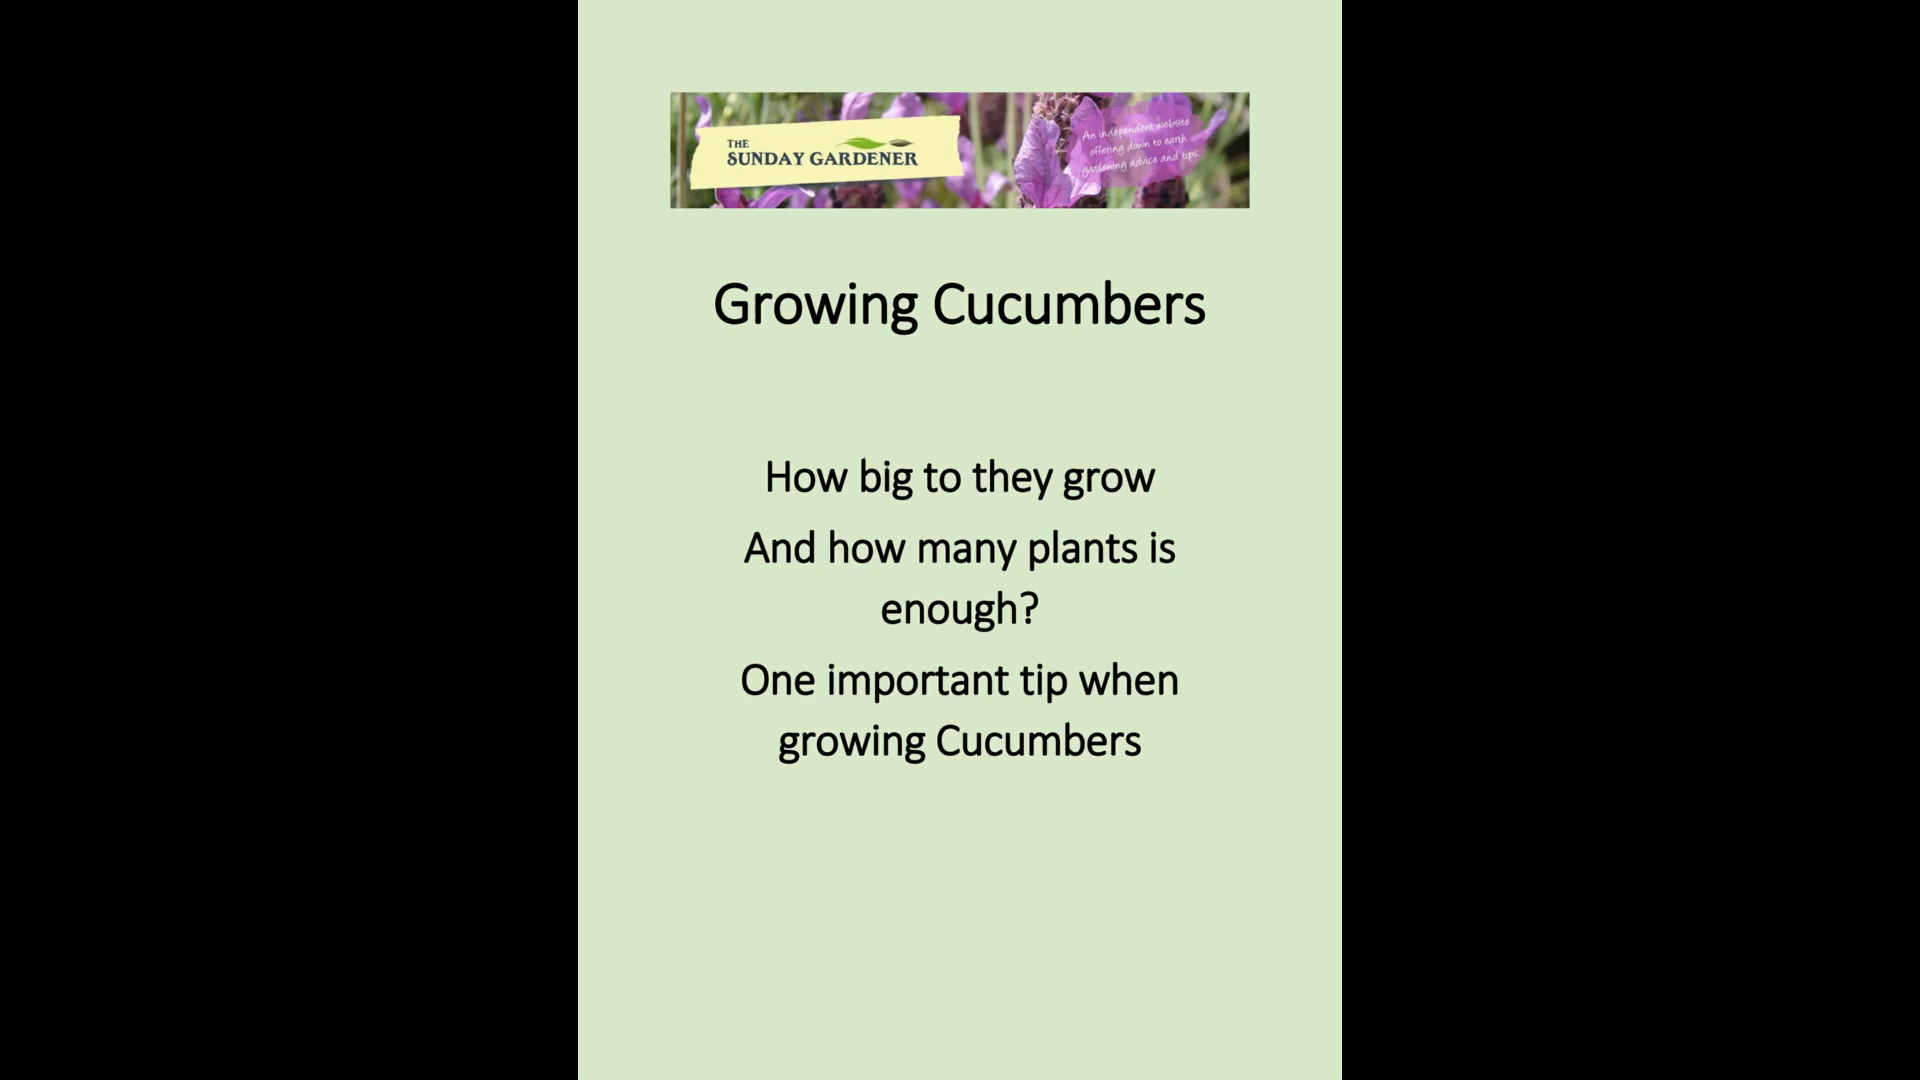 THE
SUNDAY GARDENER
An independent website
offering down to earth
gardening advice and tips.
Growing Cucumbers
How big to they grow
And how many plants is
enough?
One important tip when
growing Cucumbers